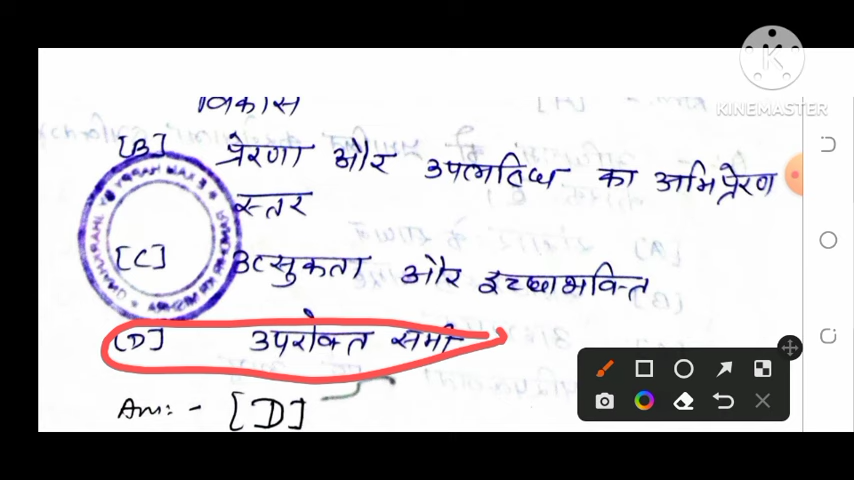 KINEMASTER
विकास
[B] प्रेरणा और उपलब्धि का अभिप्रेरण
स्तर
[C] उत्सुकता और इच्छाशक्ति
[D] उपरोक्त सभी
Ans:- [D]